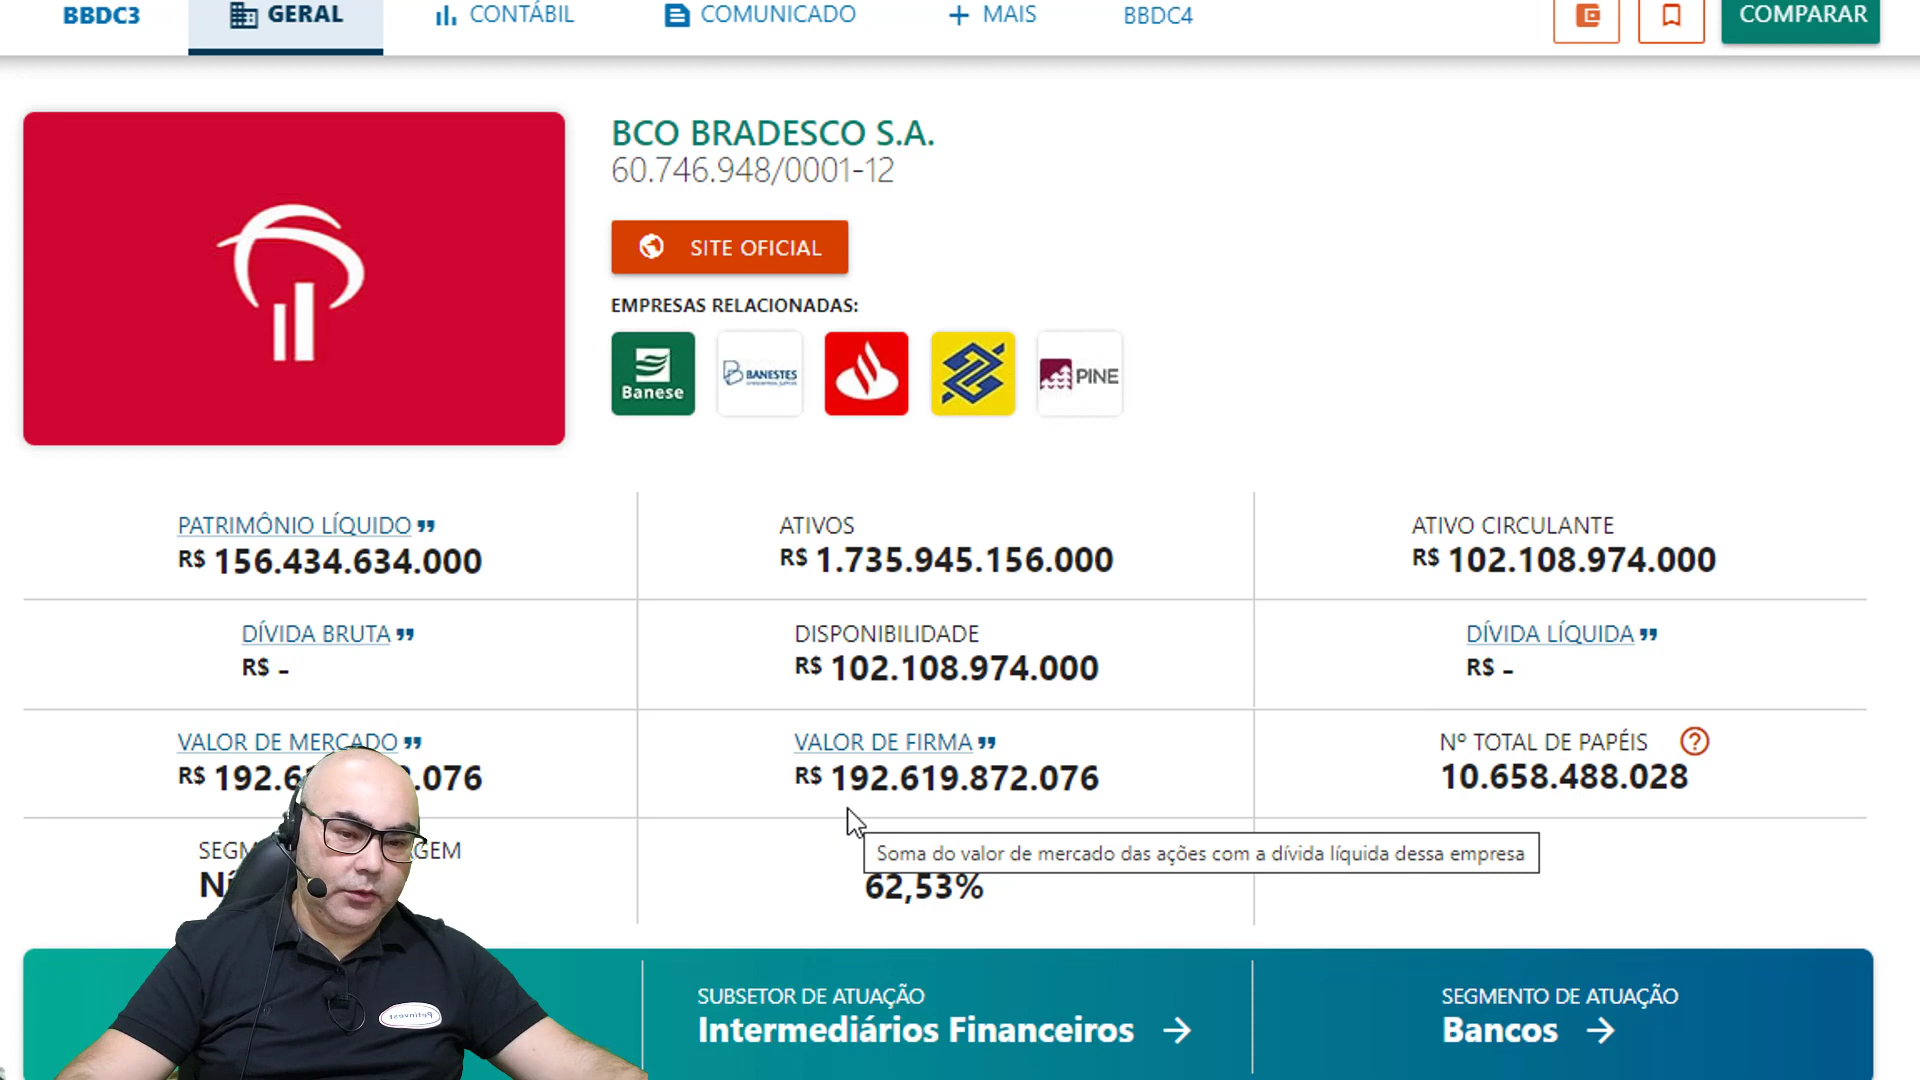 BBDC3
GERAL
CONTÁBIL
COMUNICADO
MAIS
BBDC4
COMPARAR
BCO BRADESCO S.A.
60.746.948/0001-12
SITE OFICIAL
EMPRESAS RELACIONADAS:
Banese
BANESTES
PINE
PATRIMÔNIO LÍQUIDO
R$ 156.434.634.000
ATIVOS
R$ 1.735.945.156.000
ATIVO CIRCULANTE
R$ 102.108.974.000
DÍVIDA BRUTA
R$ -
DISPONIBILIDADE
R$ 102.108.974.000
DÍVIDA LÍQUIDA
R$ -
VALOR DE MERCADO
R$ 192.6 .076
VALOR DE FIRMA
R$ 192.619.872.076
Nº TOTAL DE PAPÉIS
10.658.488.028
Soma do valor de mercado das ações com a dívida líquida dessa empresa
62,53%
SUBSETOR DE ATUAÇÃO
Intermediários Financeiros
SEGMENTO DE ATUAÇÃO
Bancos